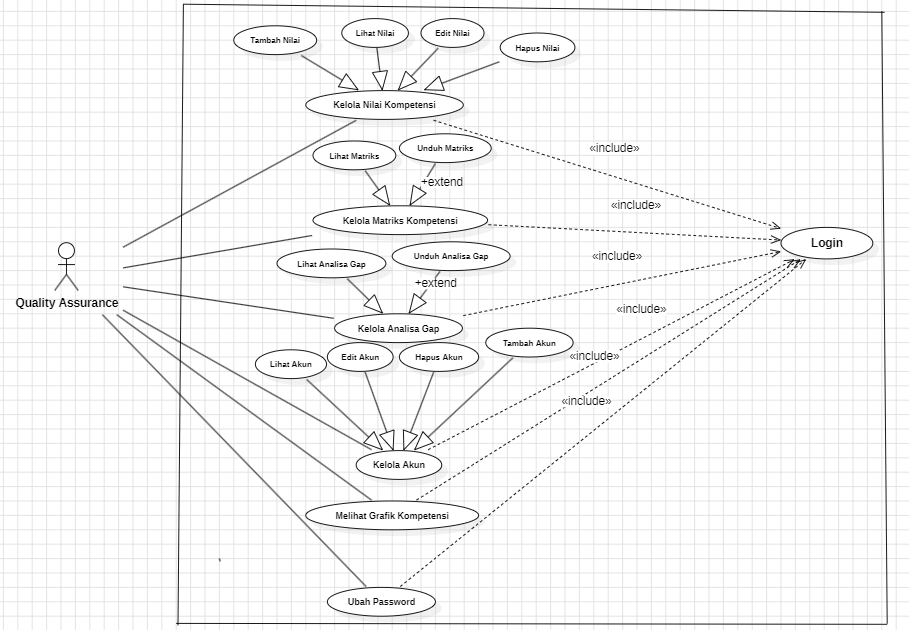 Tambah Nilai
Lihat Nilai
Edit Nilai
Hapus Nilai
Kelola Nilai Kompetensi
Lihat Matriks
Unduh Matriks
«include»
+extend
«include»
Kelola Matriks Kompetensi
Login
Lihat Analisa Gap
Unduh Analisa Gap
«include»
+extend
Quality Assurance
«include»
Kelola Analisa Gap
Lihat Akun
Edit Akun
Hapus Akun
Tambah Akun
«include»
«include»
Kelola Akun
Melihat Grafik Kompetensi
Ubah Password